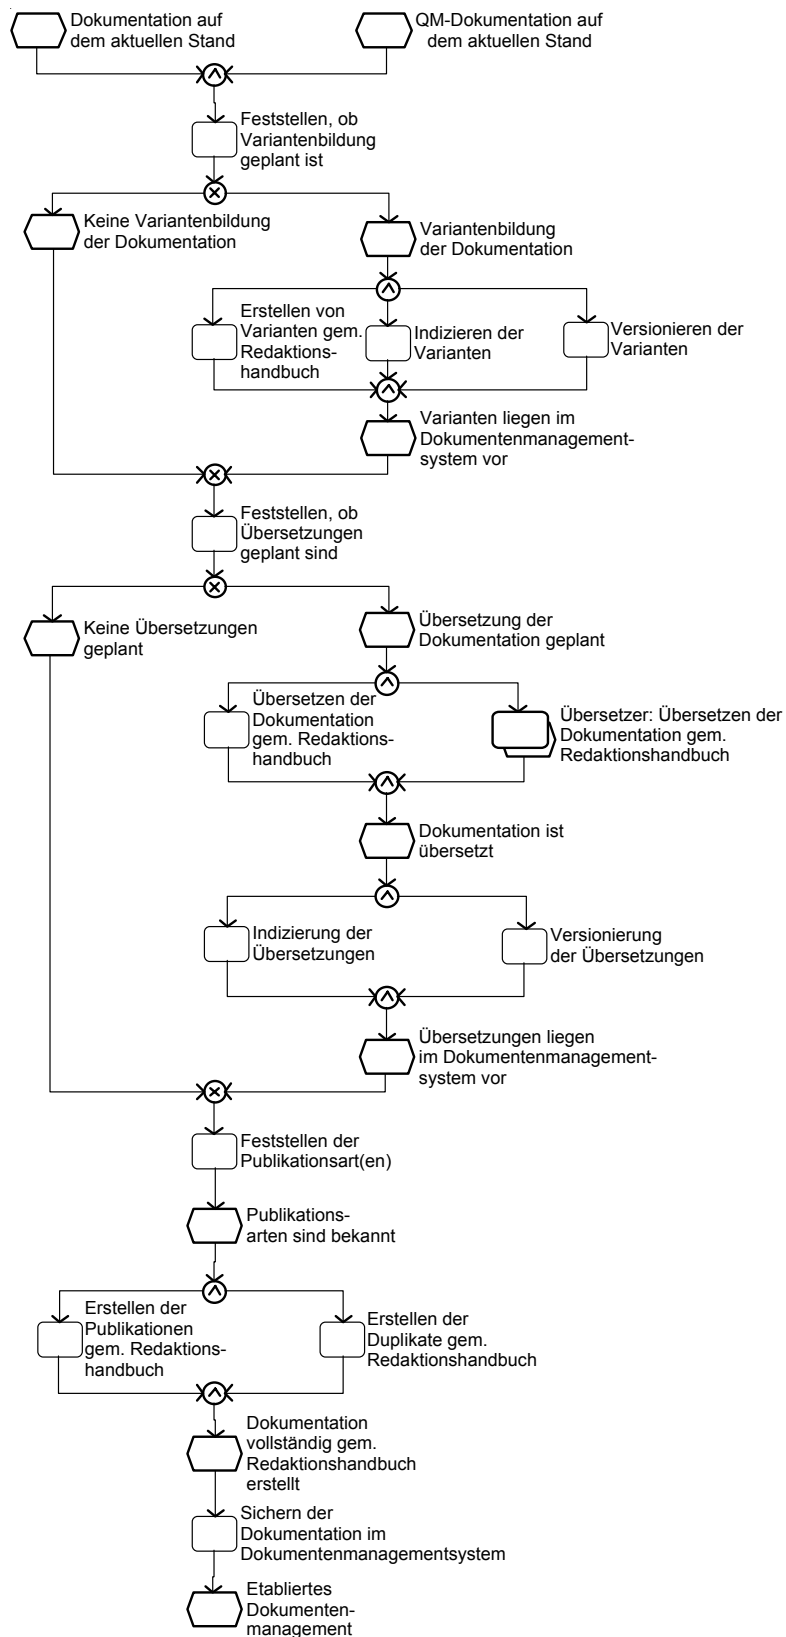 Dokumentation auf
dem aktuellen Stand
QM-Dokumentation auf
dem aktuellen Stand
Feststellen, ob
Variantenbildung
geplant ist
Keine Variantenbildung
der Dokumentation
Variantenbildung
der Dokumentation
Erstellen von
Varianten gem.
Redaktions-
handbuch
Indizieren der
Varianten
Versionieren der
Varianten
Varianten liegen im
Dokumentenmanagement-
system vor
Feststellen, ob
Übersetzungen
geplant sind
Keine Übersetzungen
geplant
Übersetzung der
Dokumentation geplant
Übersetzen der
Dokumentation
gem. Redaktions-
handbuch
Übersetzer: Übersetzen der
Dokumentation gem.
Redaktionshandbuch
Dokumentation ist
übersetzt
Indizierung der
Übersetzungen
Versionierung
der Übersetzungen
Übersetzungen liegen
im Dokumentenmanagement-
system vor
Feststellen der
Publikationsart(en)
Publikations-
arten sind bekannt
Erstellen der
Publikationen
gem. Redaktions-
handbuch
Erstellen der
Duplikate gem.
Redaktionshandbuch
Dokumentation
vollständig gem.
Redaktionshandbuch
erstellt
Sichern der
Dokumentation im
Dokumentenmanagementsystem
Etabliertes
Dokumenten-
management